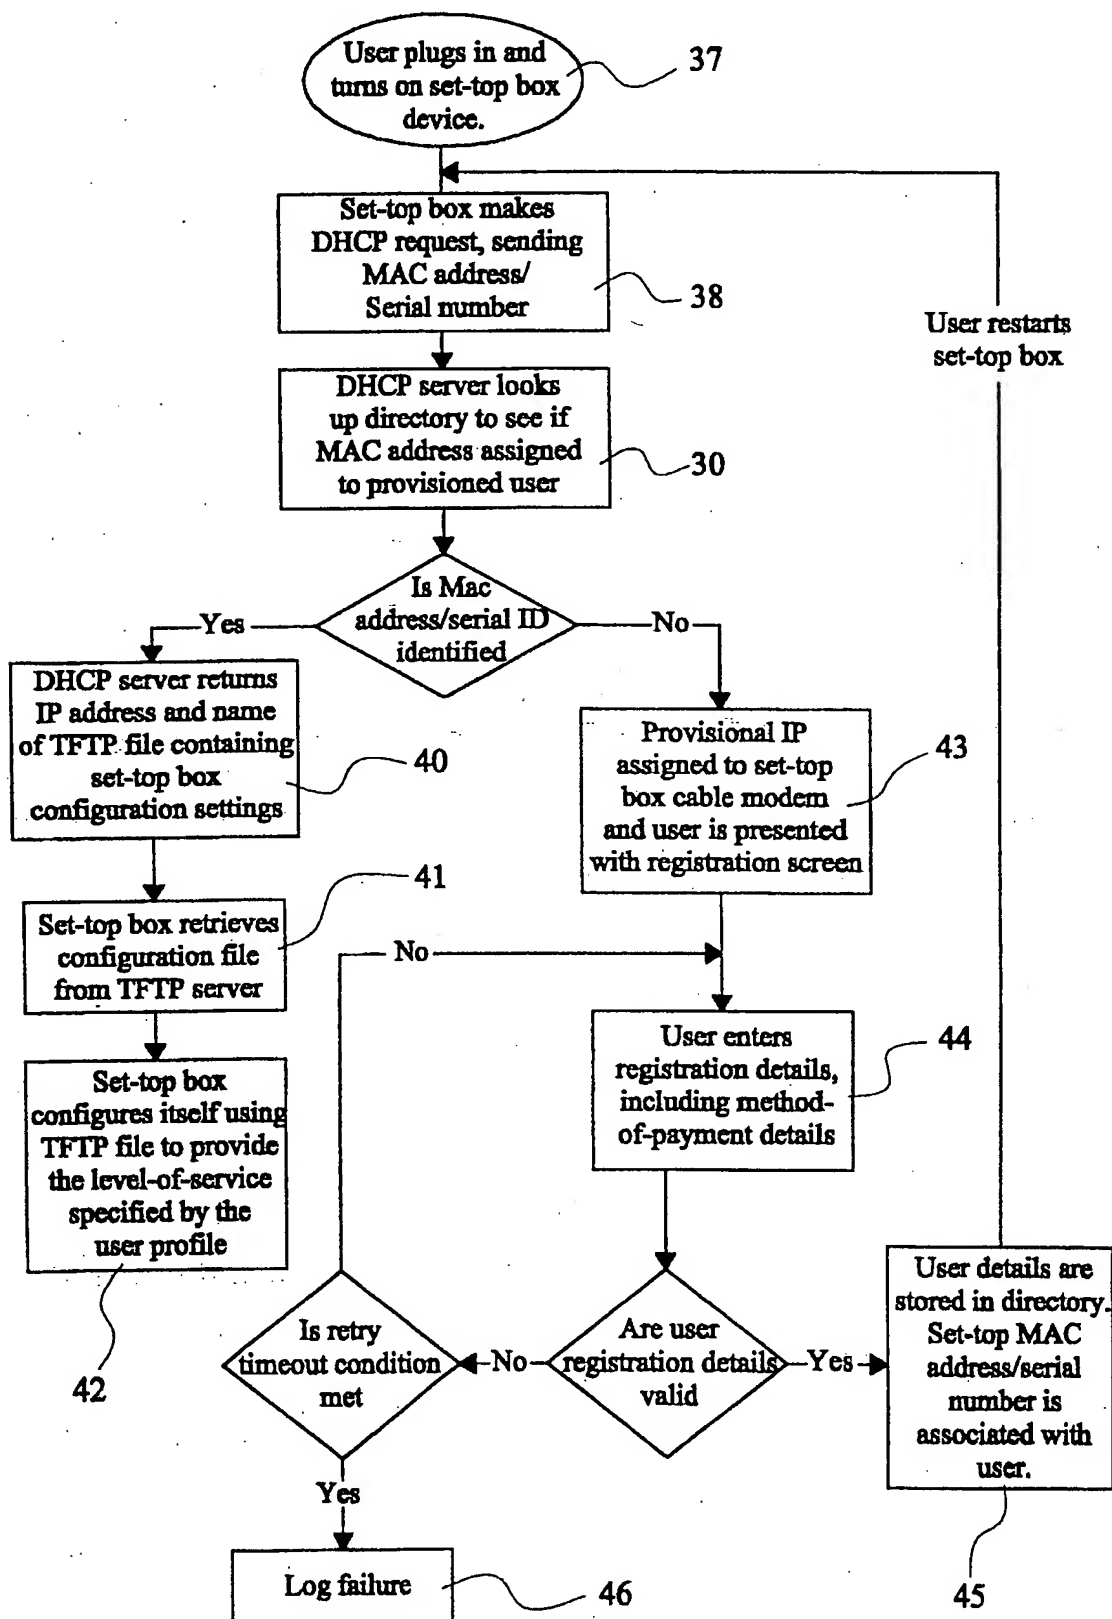 User plugs in and
turns on set-top box
device.
37
Set-top box makes
DHCP request, sending
MAC address/
Serial number
38
User restarts
set-top box
DHCP server looks
up directory to see if
MAC address assigned
to provisioned user
30
Is Mac
address/serial ID
identified
Yes
No
DHCP server returns
IP address and name
of TFTP file containing
set-top box
configuration settings
40
Provisional IP
assigned to set-top
box cable modem
and user is presented
with registration screen
43
Set-top box retrieves
configuration file
from TFTP server
41
No
User enters
registration details,
including method-
of-payment details
44
Set-top box
configures itself using
TFTP file to provide
the level-of-service
specified by the
user profile
42
Is retry
timeout condition
met
No
Are user
registration details
valid
Yes
User details are
stored in directory.
Set-top MAC
address/serial
number is
associated with
user.
45
Yes
Log failure
46